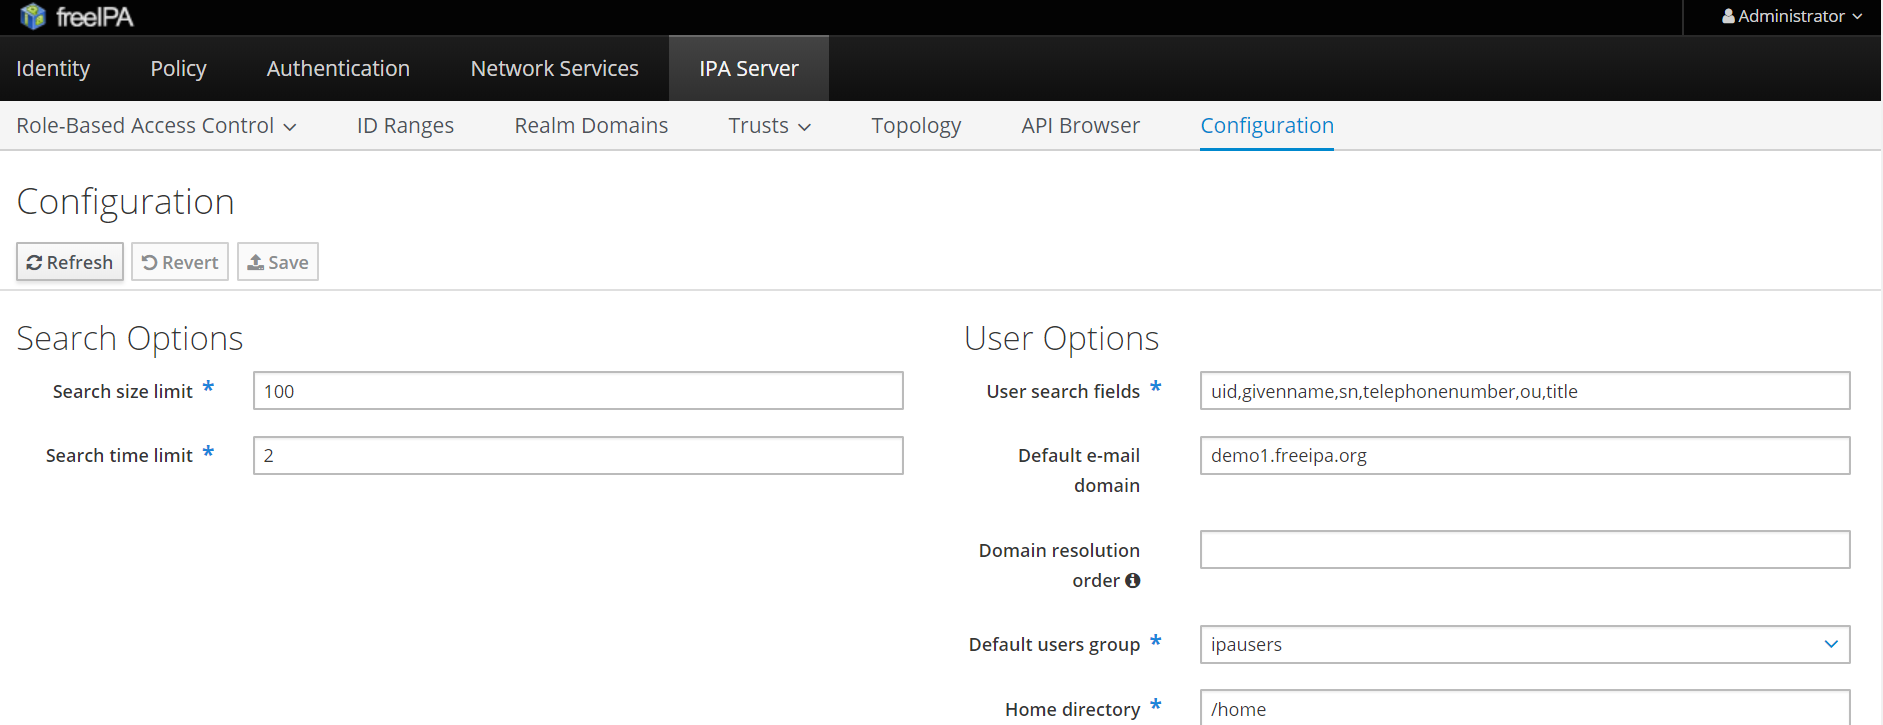 freeIPA
Administrator
Identity Policy Authentication Network Services IPA Server
Role-Based Access Control ID Ranges Realm Domains Trusts Topology API Browser Configuration
Configuration
Refresh Revert Save
Search Options
Search size limit * 100
Search time limit * 2
User Options
User search fields * uid,givenname,sn,telephonenumber,ou,title
Default e-mail domain demo1.freeipa.org
Domain resolution
order
Default users group * ipausers
Home directory * /home